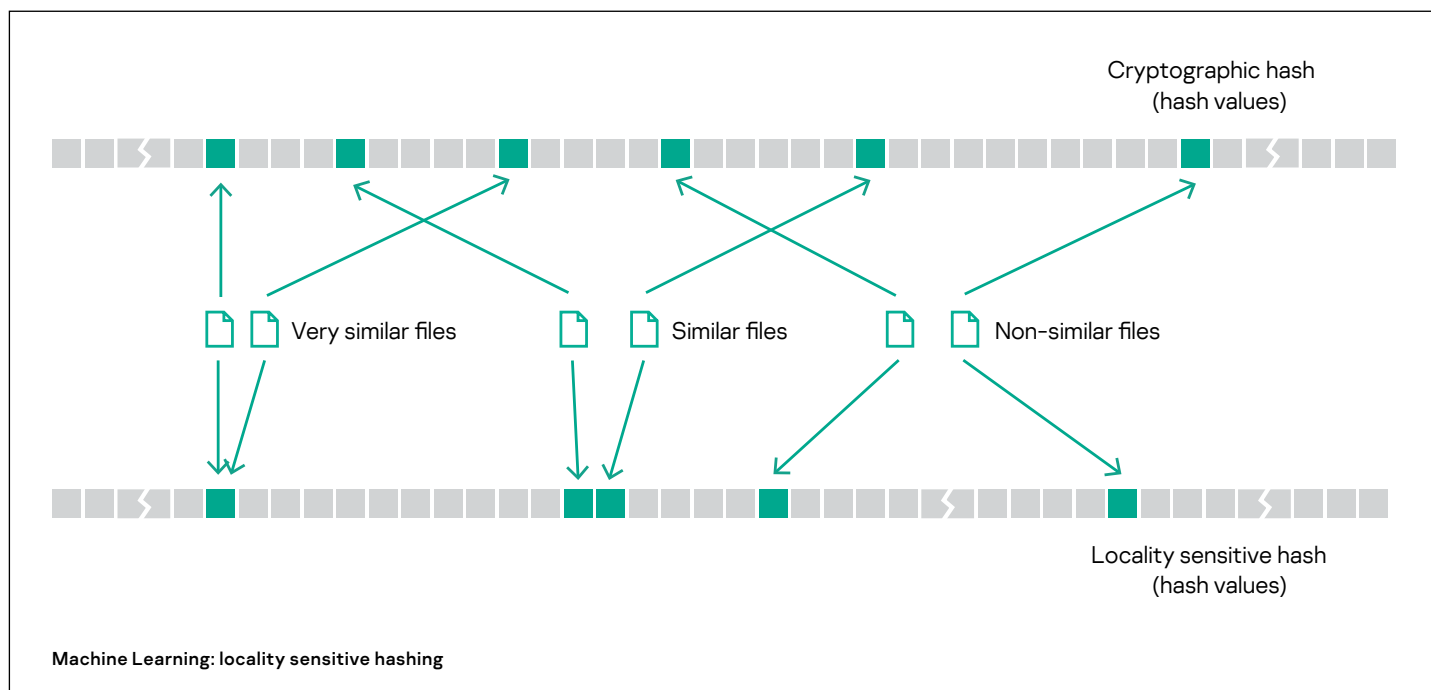 Cryptographic hash
(hash values)
Very similar files
Similar files
Non-similar files
Locality sensitive hash
(hash values)
Machine Learning: locality sensitive hashing